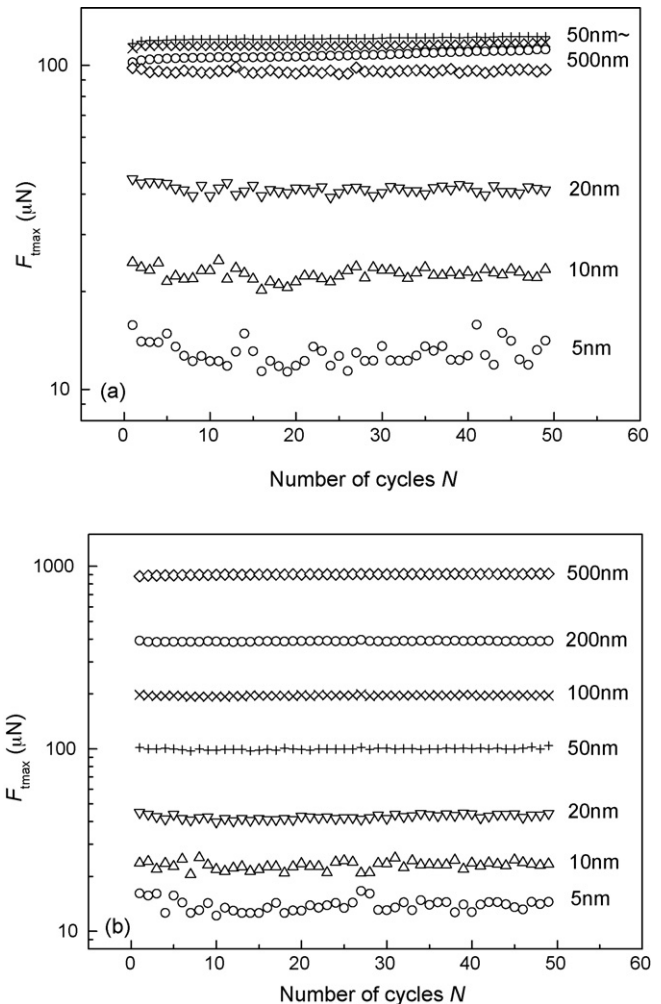 100
10
F_tmax (μN)
50nm~
500nm
20nm
10nm
5nm
(a)
0 10 20 30 40 50 60
Number of cycles N
1000
100
10
F_tmax (μN)
500nm
200nm
100nm
50nm
20nm
10nm
5nm
(b)
0 10 20 30 40 50 60
Number of cycles N